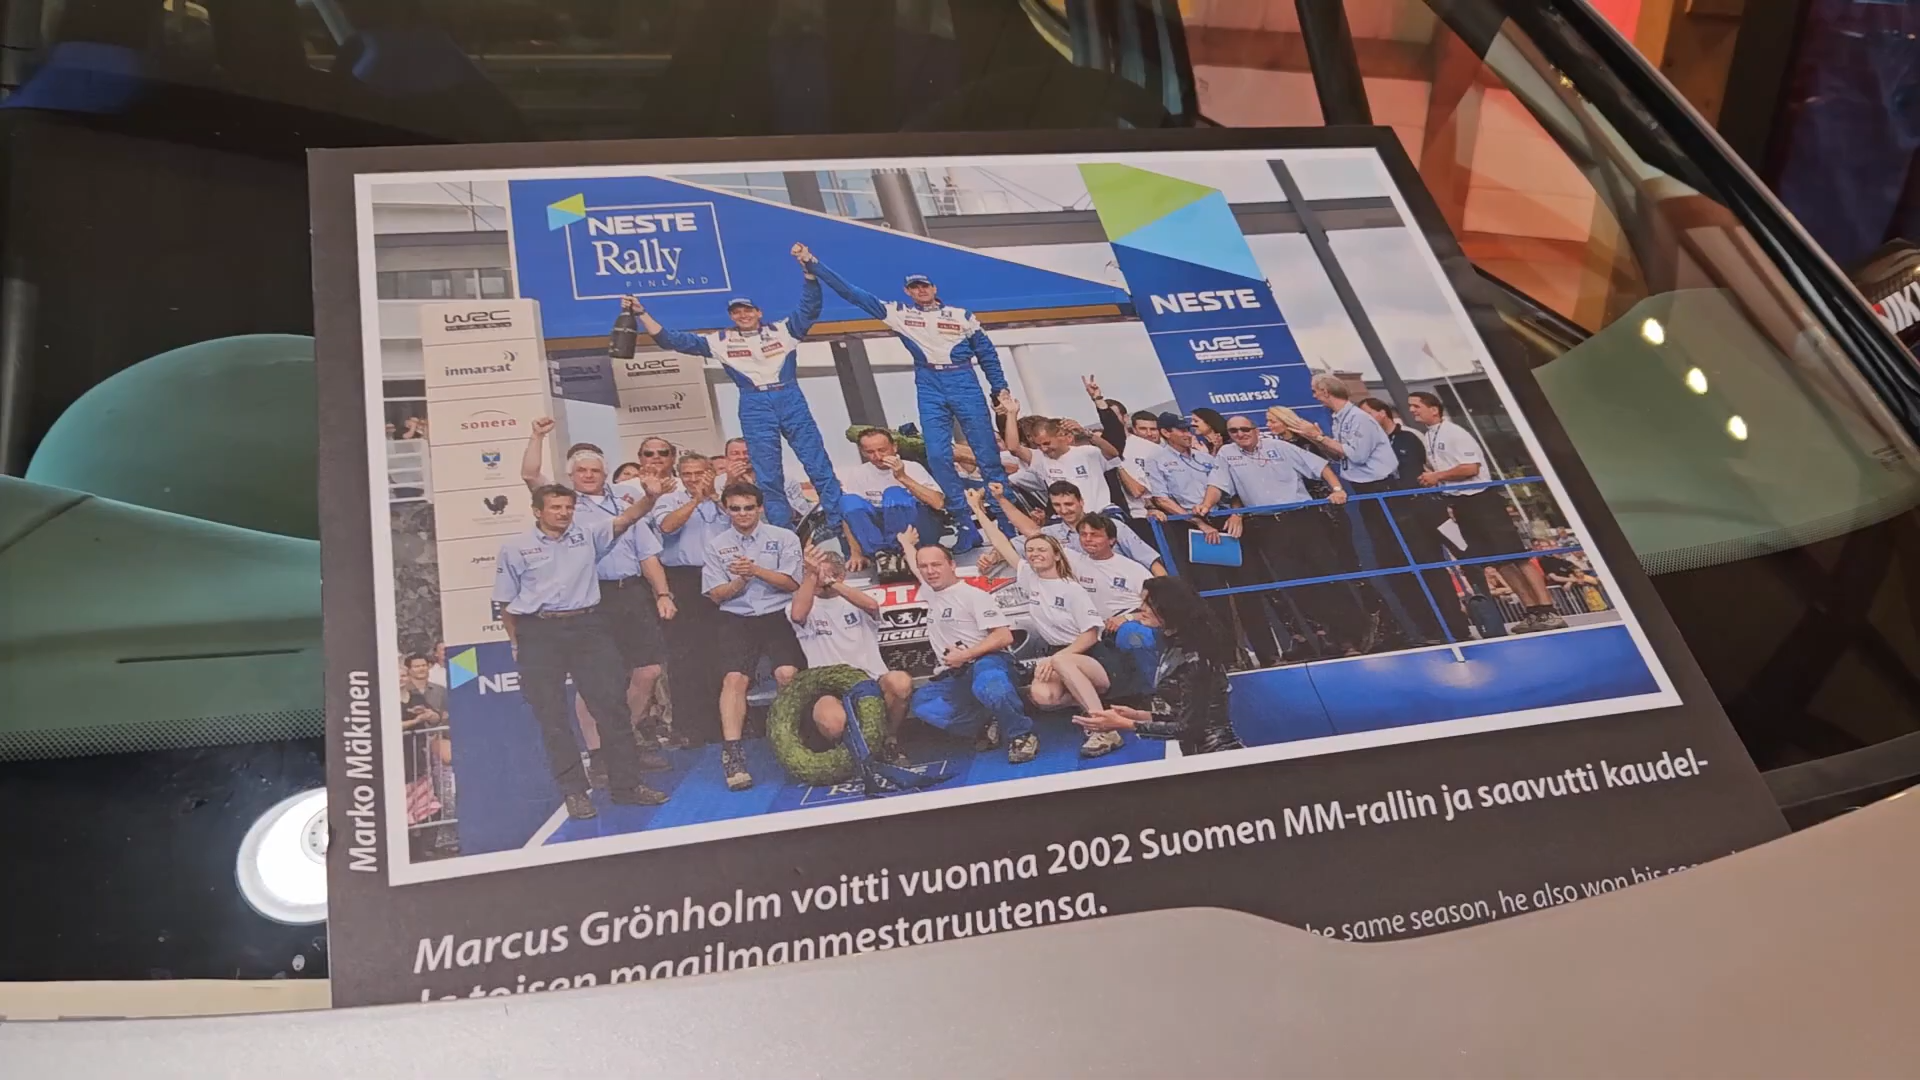 NESTE
Rally
FINLAND
WRC
inmarsat
sonera
WRC
inmarsat
NESTE
WRC
inmarsat
NES
Marko Mäkinen
Marcus Grönholm voitti vuonna 2002 Suomen MM-rallin ja saavutti kaudel-
la toisen maailmanmestaruutensa.
he same season, he also won his